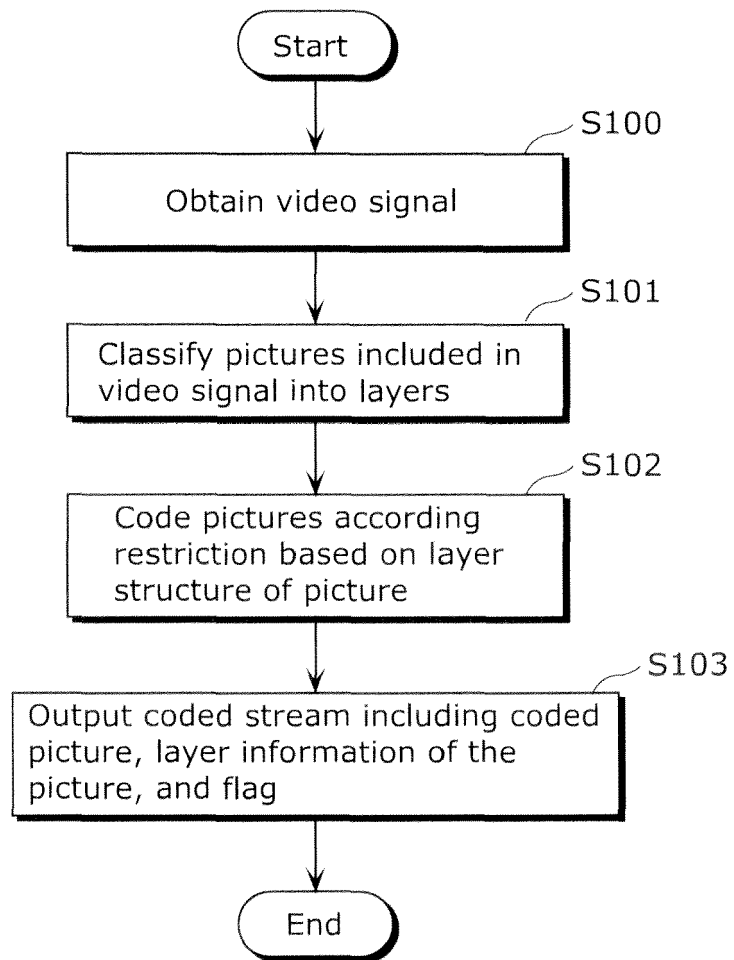 Start
S100
Obtain video signal
S101
Classify pictures included in
video signal into layers
S102
Code pictures according
restriction based on layer
structure of picture
S103
Output coded stream including coded
picture, layer information of the
picture, and flag
End